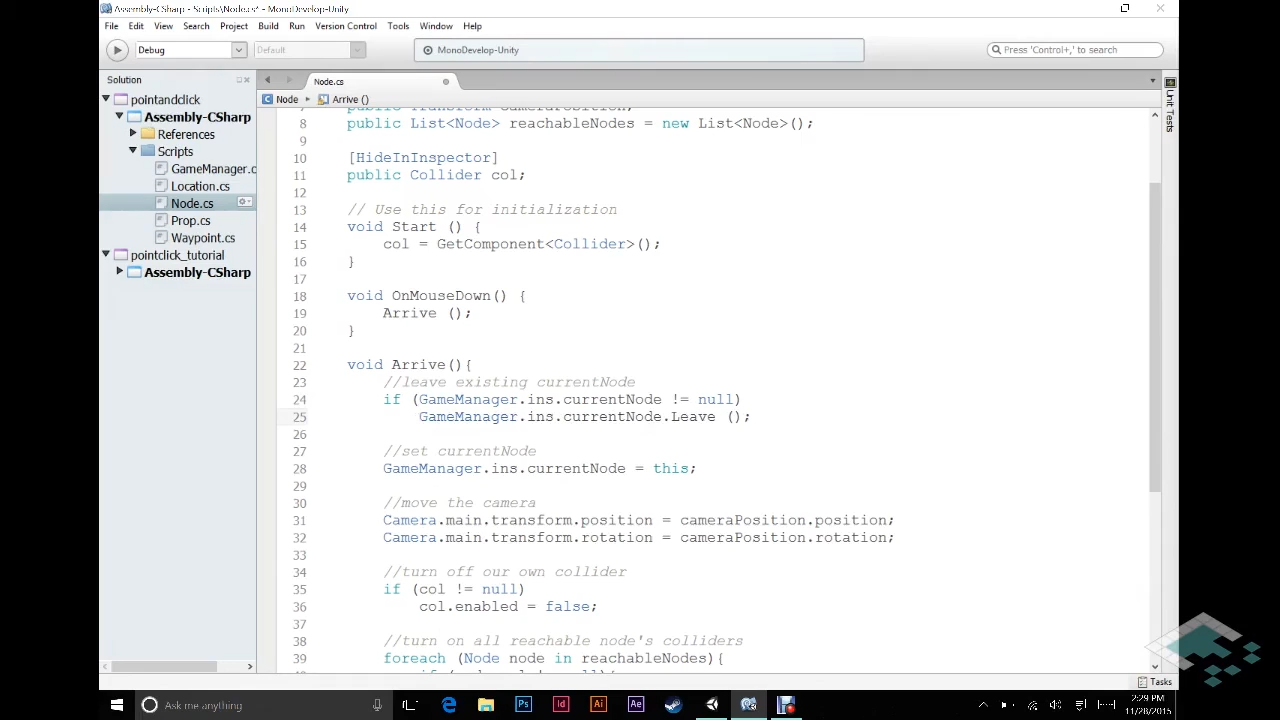 Assembly-CSharp - Scripts\Node.cs* - MonoDevelop-Unity
File Edit View Search Project Build Run Version Control Tools Window Help
Debug
Default
MonoDevelop-Unity
Press 'Control+,' to search
Solution
Node.cs
Node
Arrive ()
Unit Tests
pointandclick
Assembly-CSharp
References
Scripts
GameManager.c
Location.cs
Node.cs
Prop.cs
Waypoint.cs
pointclick_tutorial
Assembly-CSharp
8 public List<Node> reachableNodes = new List<Node>();
9
10 [HideInInspector]
11 public Collider col;
12
13 // Use this for initialization
14 void Start () {
15 col = GetComponent<Collider>();
16 }
17
18 void OnMouseDown() {
19 Arrive ();
20 }
21
22 void Arrive(){
23 //leave existing currentNode
24 if (GameManager.ins.currentNode != null)
25 GameManager.ins.currentNode.Leave ();
26
27 //set currentNode
28 GameManager.ins.currentNode = this;
29
30 //move the camera
31 Camera.main.transform.position = cameraPosition.position;
32 Camera.main.transform.rotation = cameraPosition.rotation;
33
34 //turn off our own collider
35 if (col != null)
36 col.enabled = false;
37
38 //turn on all reachable node's colliders
39 foreach (Node node in reachableNodes){
Tasks
Ask me anything
2:29 PM
11/28/2015